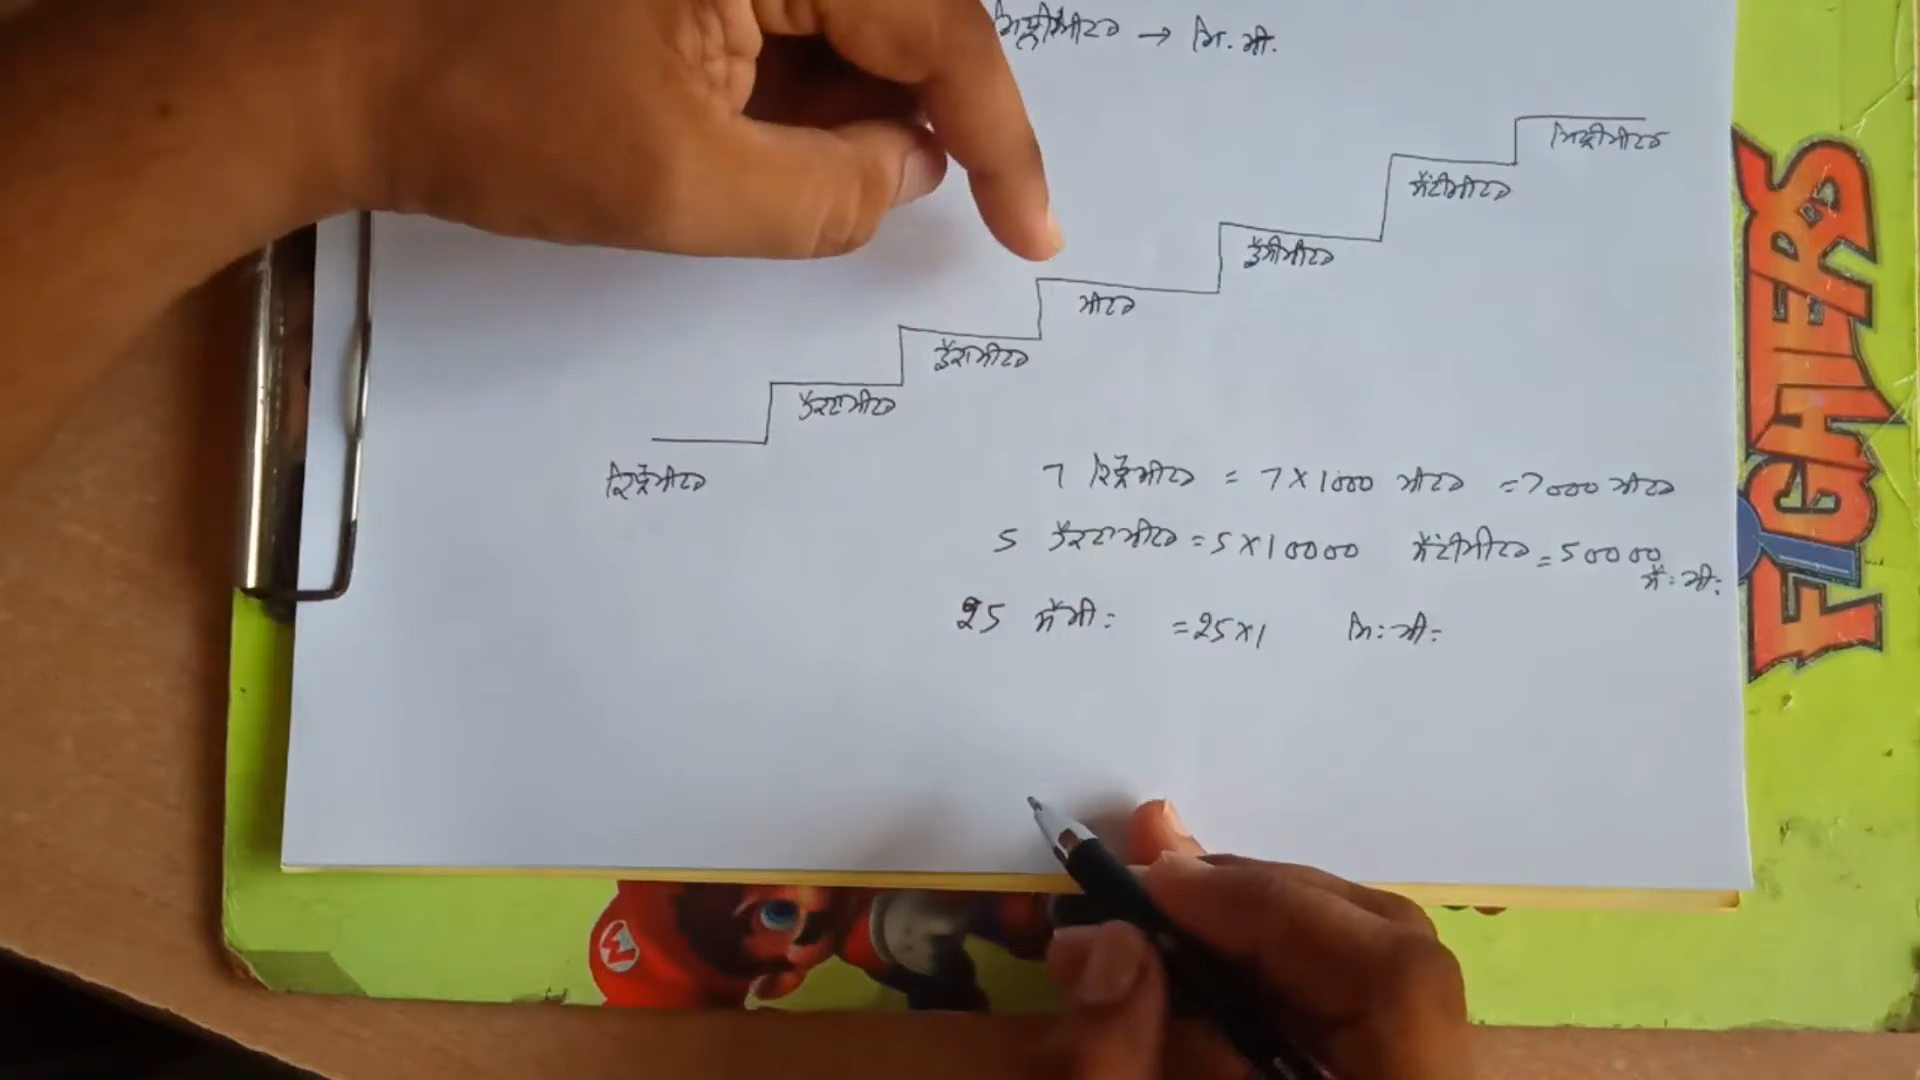 ਮਿਲੀਮੀਟਰ → ਮਿ. ਮੀ.
ਮਿਲੀਮੀਟਰ
ਸੈਂਟੀਮੀਟਰ
ਡੈਸੀਮੀਟਰ
ਮੀਟਰ
ਡੈਕਾਮੀਟਰ
ਹੈਕਟਾਮੀਟਰ
ਕਿਲੋਮੀਟਰ
7 ਕਿਲੋਮੀਟਰ = 7 × 1000 ਮੀਟਰ = 7000 ਮੀਟਰ
5 ਹੈਕਟਾਮੀਟਰ = 5 × 10000 ਸੈਂਟੀਮੀਟਰ = 50000
ਸੈਂ: ਮੀ:
25 ਸੈਂਮੀ: = 25 × 1 ਮਿ: ਮੀ:
FIGHTERS
M